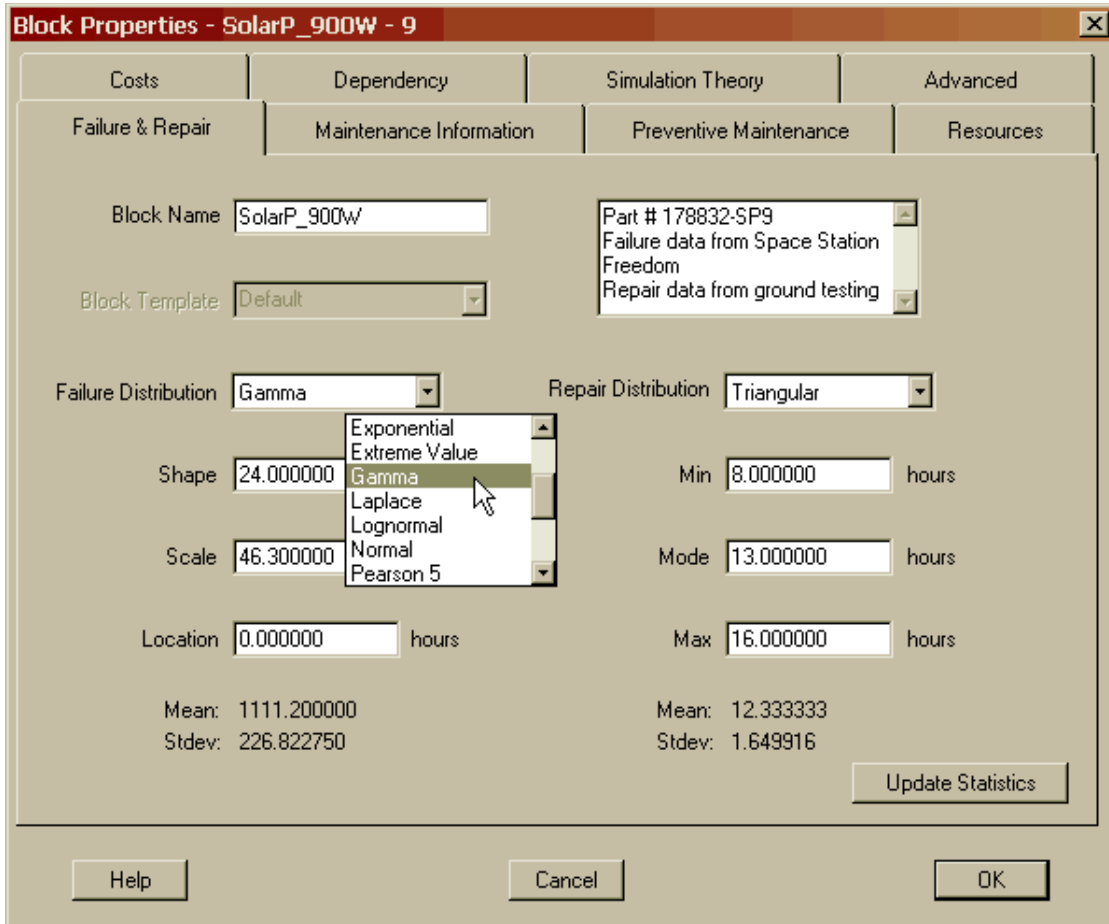 Block Properties - SolarP_900W - 9
Costs Dependency Simulation Theory Advanced
Failure & Repair Maintenance Information Preventive Maintenance Resources
Block Name SolarP_900W
Part # 178832-SP9
Failure data from Space Station
Freedom
Repair data from ground testing
Block Template Default
Failure Distribution Gamma
Repair Distribution Triangular
Exponential
Extreme Value
Gamma
Laplace
Lognormal
Normal
Pearson 5
Shape 24.000000
Min 8.000000 hours
Scale 46.300000
Mode 13.000000 hours
Location 0.000000 hours
Max 16.000000 hours
Mean: 1111.200000
Stdev: 226.822750
Mean: 12.333333
Stdev: 1.649916
Update Statistics
Help Cancel OK